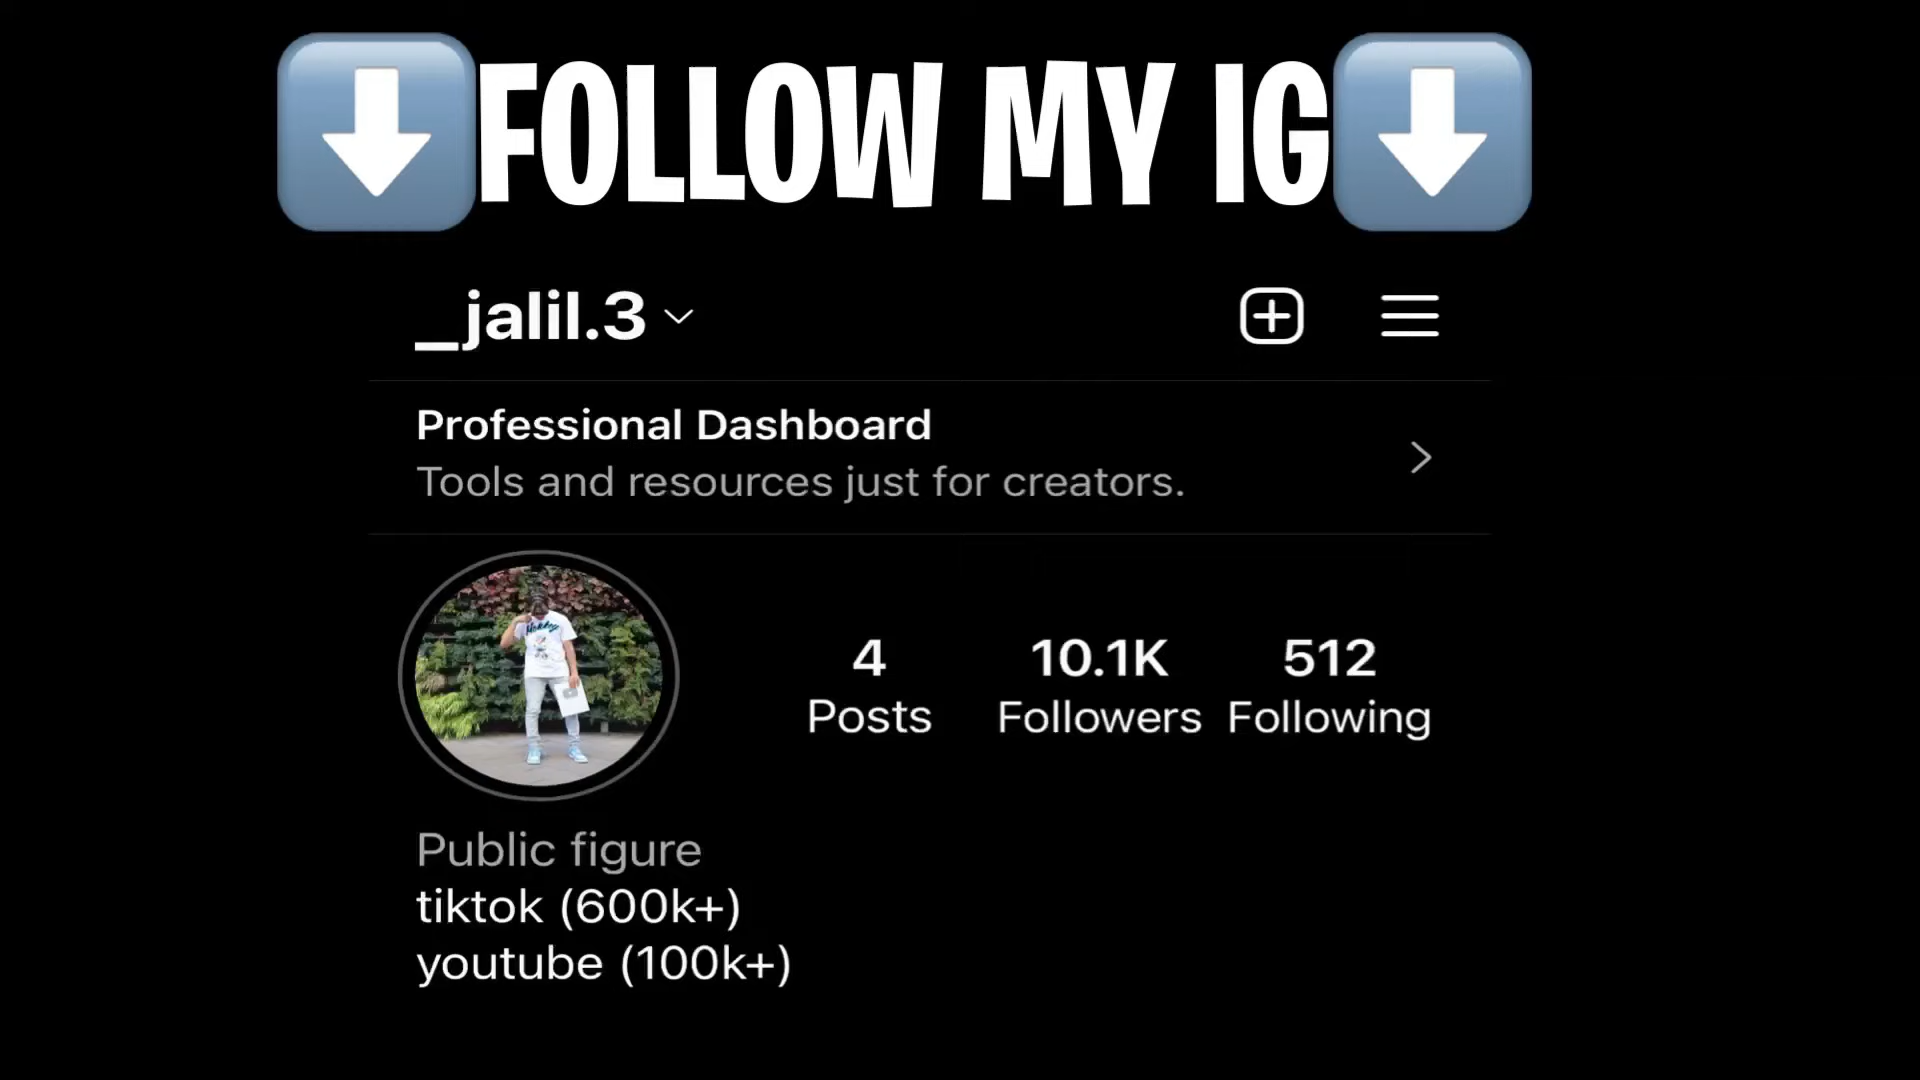 FOLLOW MY IG
_jalil.3
Professional Dashboard
Tools and resources just for creators.
4 10.1K 512
Posts Followers Following
Public figure
tiktok (600k+)
youtube (100k+)